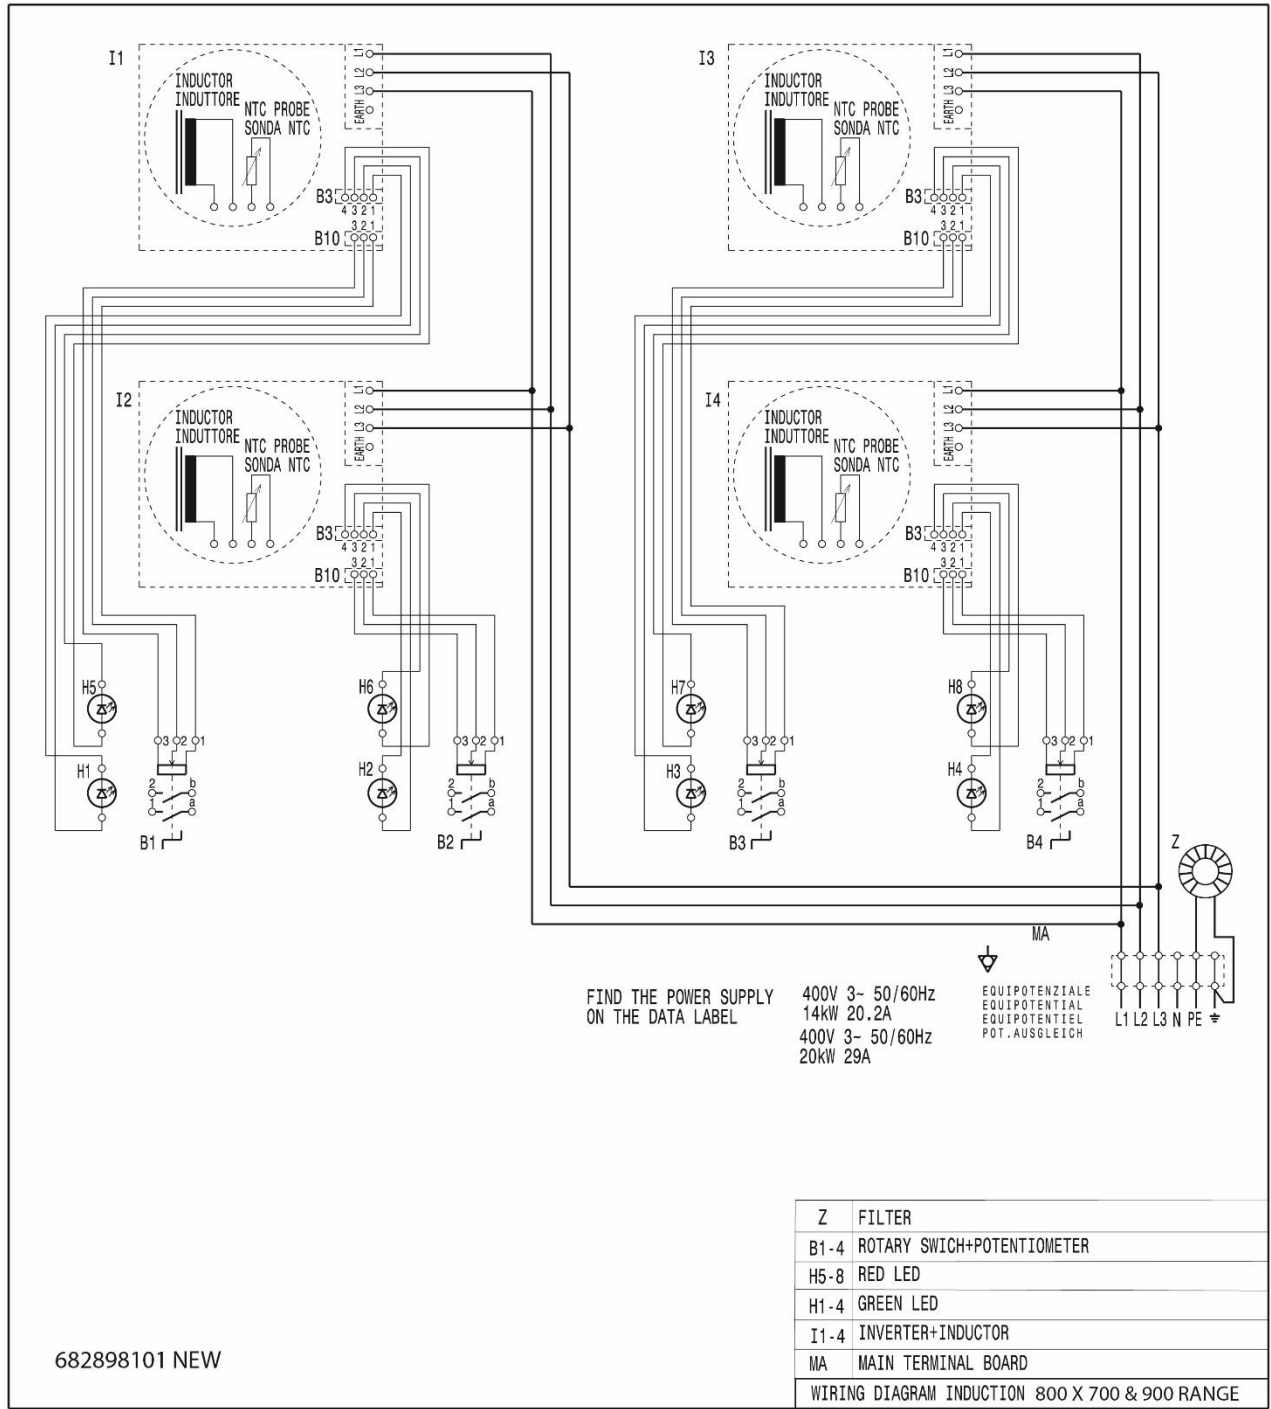 I1
INDUCTOR
INDUTTORE
NTC PROBE
SONDA NTC
L1
L2
L3
EARTH
B3
4 3 2 1
3 2 1
B10
I3
INDUCTOR
INDUTTORE
NTC PROBE
SONDA NTC
L1
L2
L3
EARTH
B3
4 3 2 1
3 2 1
B10
I2
INDUCTOR
INDUTTORE
NTC PROBE
SONDA NTC
L1
L2
L3
EARTH
B3
4 3 2 1
3 2 1
B10
I4
INDUCTOR
INDUTTORE
NTC PROBE
SONDA NTC
L1
L2
L3
EARTH
B3
4 3 2 1
3 2 1
B10
H5
H6
H7
H8
3 2 1
3 2 1
3 2 1
3 2 1
H1
H2
H3
H4
2 b
1 a
2 b
1 a
2 b
1 a
2 b
1 a
B1
B2
B3
B4
Z
MA
FIND THE POWER SUPPLY
ON THE DATA LABEL
400V 3~ 50/60Hz
14kW 20.2A
400V 3~ 50/60Hz
20kW 29A
EQUIPOTENZIALE
EQUIPOTENTIAL
EQUIPOTENTIEL
POT.AUSGLEICH
L1 L2 L3 N PE
Z FILTER
B1-4 ROTARY SWICH+POTENTIOMETER
H5-8 RED LED
H1-4 GREEN LED
I1-4 INVERTER+INDUCTOR
MA MAIN TERMINAL BOARD
WIRING DIAGRAM INDUCTION 800 X 700 & 900 RANGE
682898101 NEW